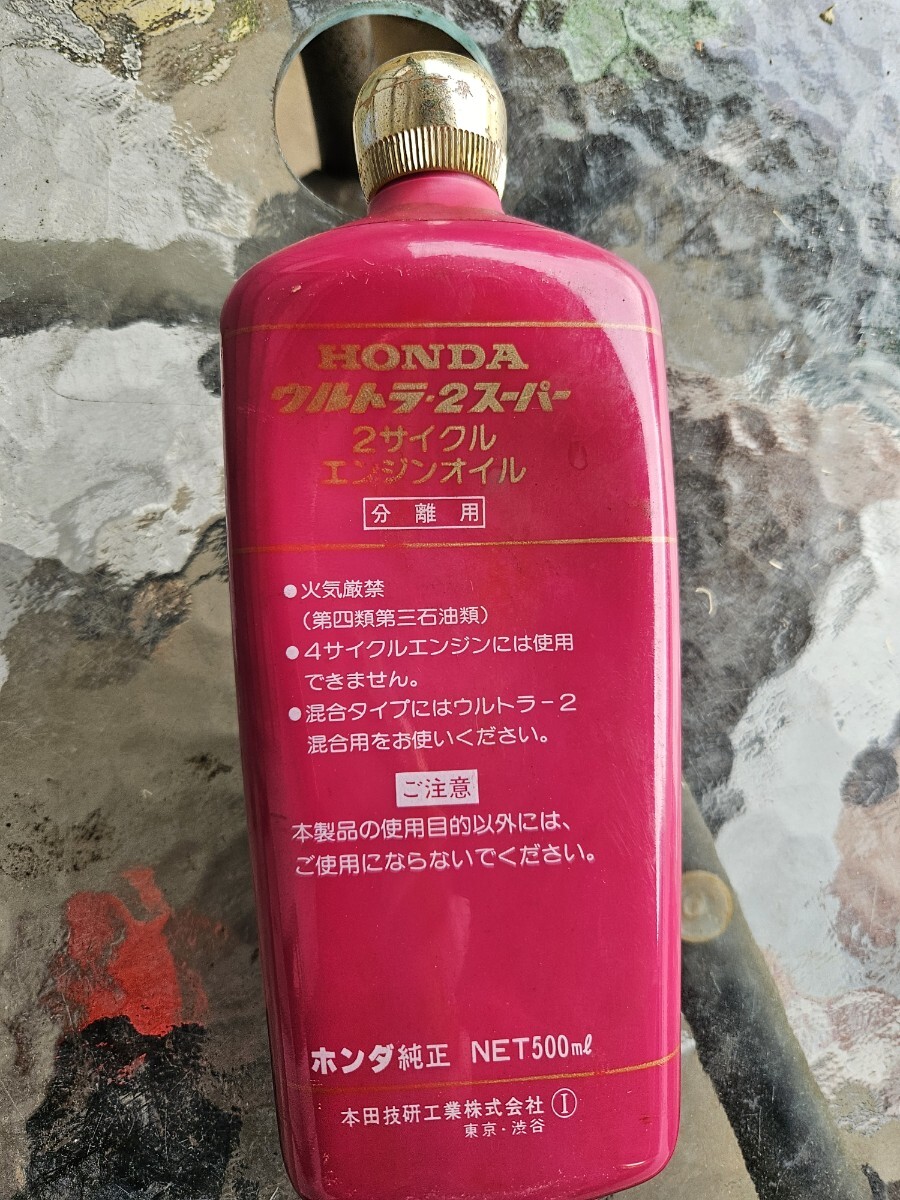 HONDA
ウルトラ-2スーパー
2サイクル
エンジンオイル
分離用
●火気厳禁
(第四類第三石油類)
●4サイクルエンジンには使用
できません。
●混合タイプにはウルトラ-2
混合用をお使いください。
ご注意
本製品の使用目的以外には、
ご使用にならないでください。
ホンダ純正 NET500ml
本田技研工業株式会社 Ⓘ
東京・渋谷